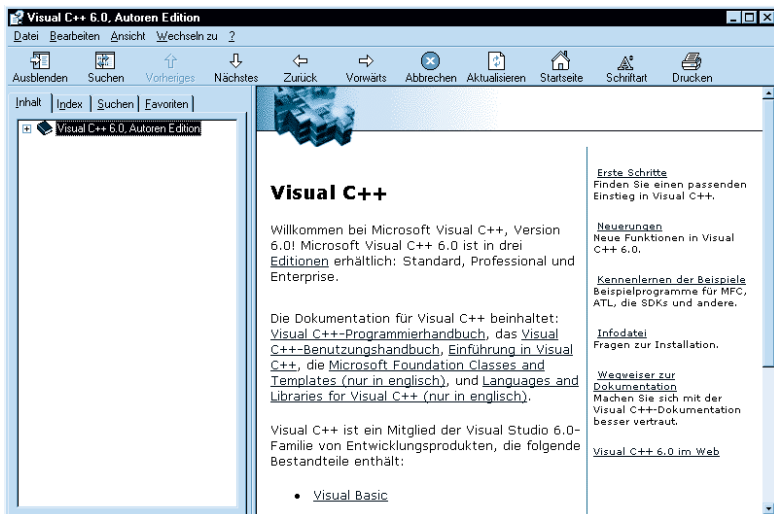 Visual C++ 6.0, Autoren Edition
Datei Bearbeiten Ansicht Wechseln zu ?
Ausblenden Suchen Vorheriges Nächstes Zurück Vorwärts Abbrechen Aktualisieren Startseite Schriftart Drucken
Inhalt Index Suchen Favoriten
Visual C++ 6.0, Autoren Edition
Visual C++
Willkommen bei Microsoft Visual C++, Version
6.0! Microsoft Visual C++ 6.0 ist in drei
Editionen erhältlich: Standard, Professional und
Enterprise.
Die Dokumentation für Visual C++ beinhaltet:
Visual C++-Programmierhandbuch, das Visual
C++-Benutzungshandbuch, Einführung in Visual
C++, die Microsoft Foundation Classes and
Templates (nur in englisch), und Languages and
Libraries for Visual C++ (nur in englisch).
Visual C++ ist ein Mitglied der Visual Studio 6.0-
Familie von Entwicklungsprodukten, die folgende
Bestandteile enthält:
• Visual Basic
Erste Schritte
Finden Sie einen passenden
Einstieg in Visual C++.
Neuerungen
Neue Funktionen in Visual
C++ 6.0.
Kennenlernen der Beispiele
Beispielprogramme für MFC,
ATL, die SDKs und andere.
Infodatei
Fragen zur Installation.
Wegweiser zur
Dokumentation
Machen Sie sich mit der
Visual C++-Dokumentation
besser vertraut.
Visual C++ 6.0 im Web